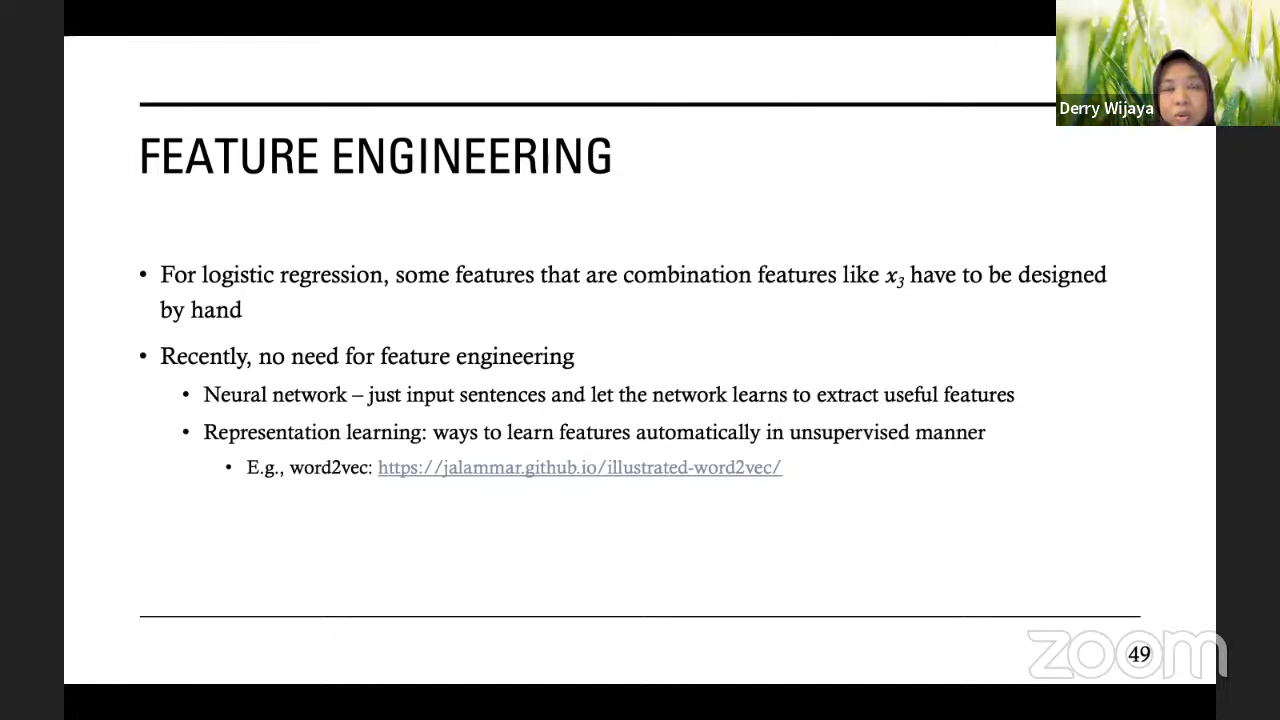 Derry Wijaya
FEATURE ENGINEERING
• For logistic regression, some features that are combination features like x₃ have to be designed
by hand
• Recently, no need for feature engineering
• Neural network – just input sentences and let the network learns to extract useful features
• Representation learning: ways to learn features automatically in unsupervised manner
• E.g., word2vec: https://jalammar.github.io/illustrated-word2vec/
zoom
49